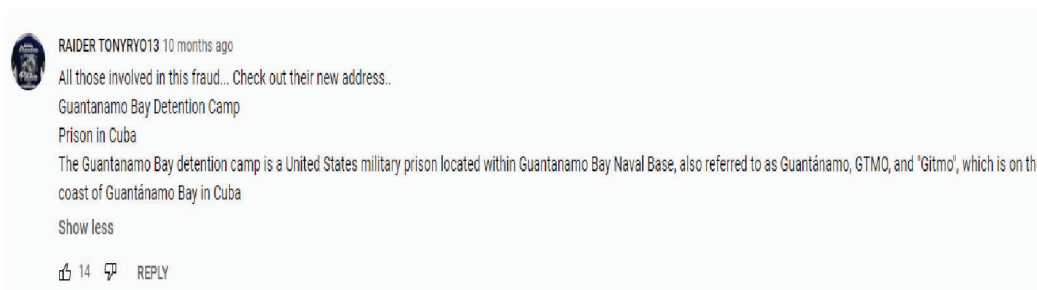 RAIDER TONYRYO13 10 months ago
All those involved in this fraud... Check out their new address..
Guantanamo Bay Detention Camp
Prison in Cuba
The Guantanamo Bay detention camp is a United States military prison located within Guantanamo Bay Naval Base, also referred to as Guantánamo, GTMO, and "Gitmo", which is on th
coast of Guantánamo Bay in Cuba
Show less
14 REPLY